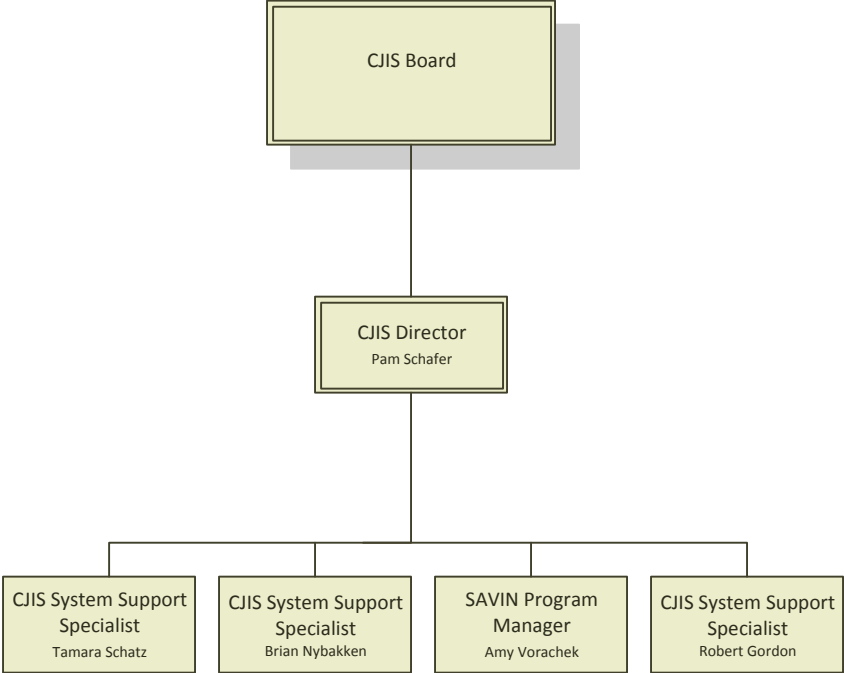 CJIS Board
CJIS Director
Pam Schafer
CJIS System Support
Specialist
Tamara Schatz
CJIS System Support
Specialist
Brian Nybakken
SAVIN Program
Manager
Amy Vorachek
CJIS System Support
Specialist
Robert Gordon